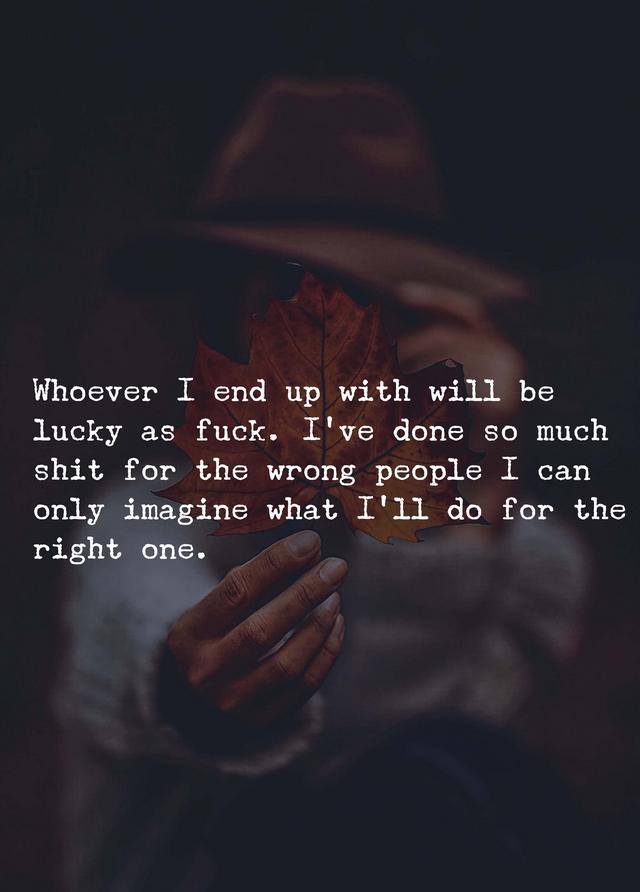 Whoever I end up with will be
lucky as fuck. I've done so much
shit for the wrong people I can
only imagine what I'll do for the
right one.